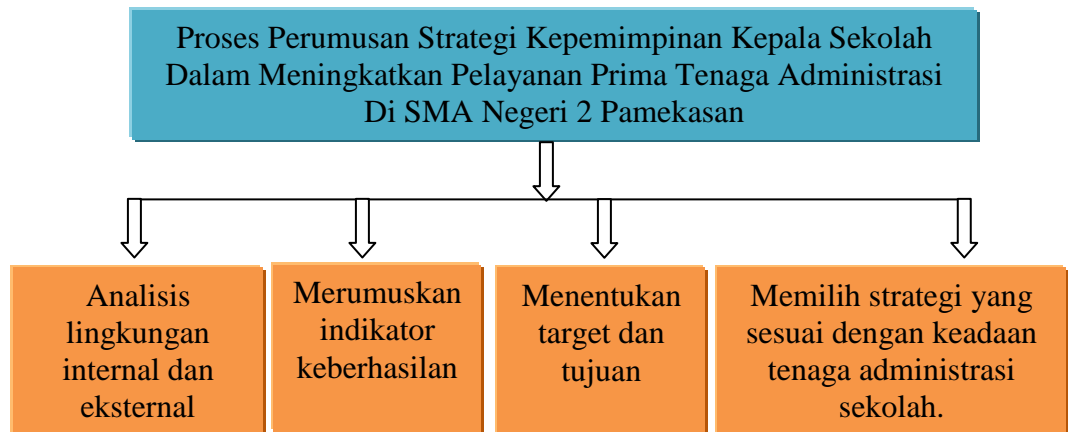 Proses Perumusan Strategi Kepemimpinan Kepala Sekolah
Dalam Meningkatkan Pelayanan Prima Tenaga Administrasi
Di SMA Negeri 2 Pamekasan
Analisis
lingkungan
internal dan
eksternal
Merumuskan
indikator
keberhasilan
Menentukan
target dan
tujuan
Memilih strategi yang
sesuai dengan keadaan
tenaga administrasi
sekolah.